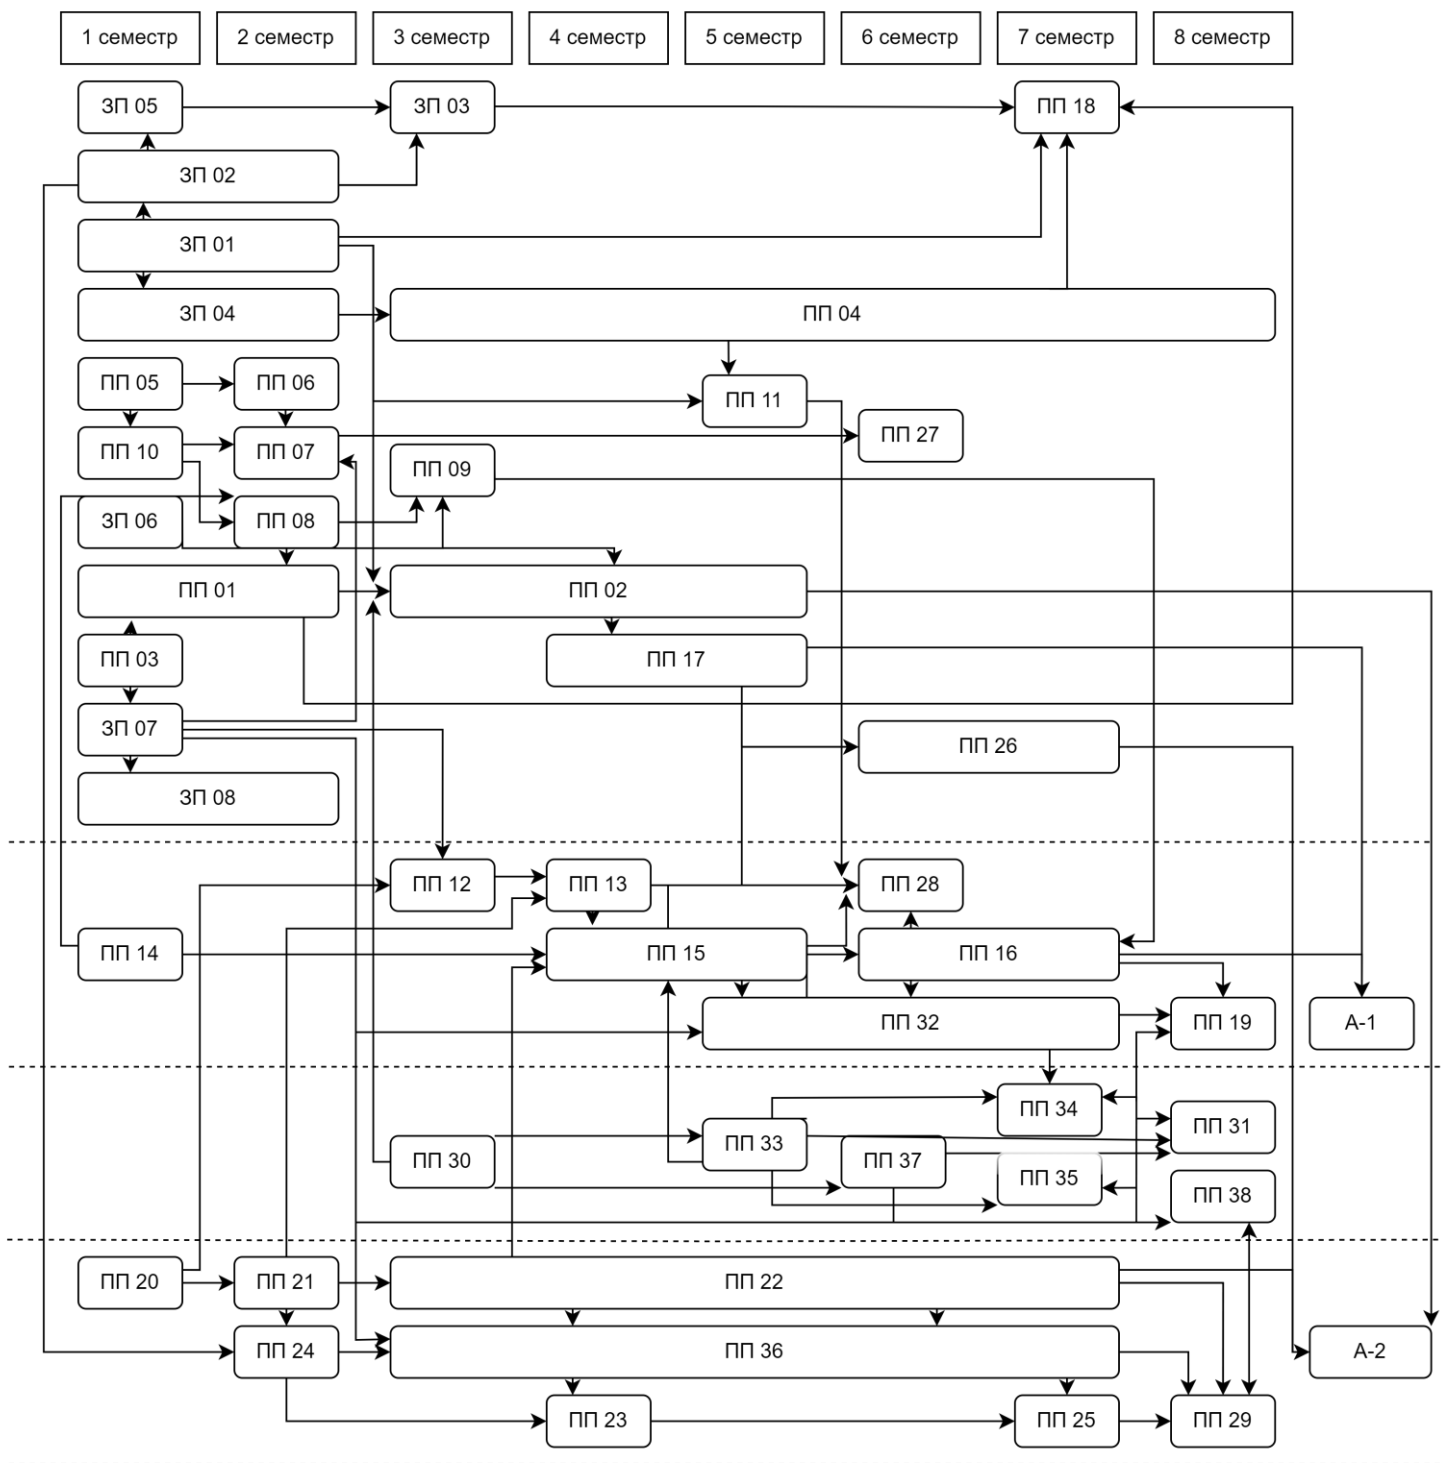 1 семестр
2 семестр
3 семестр
4 семестр
5 семестр
6 семестр
7 семестр
8 семестр
ЗП 05
ЗП 03
ПП 18
ЗП 02
ЗП 01
ЗП 04
ПП 04
ПП 05
ПП 06
ПП 11
ПП 27
ПП 10
ПП 07
ПП 09
ЗП 06
ПП 08
ПП 01
ПП 02
ПП 03
ПП 17
ЗП 07
ПП 26
ЗП 08
ПП 12
ПП 13
ПП 28
ПП 14
ПП 15
ПП 16
ПП 32
ПП 19
А-1
ПП 34
ПП 31
ПП 33
ПП 30
ПП 37
ПП 35
ПП 38
ПП 20
ПП 21
ПП 22
ПП 24
ПП 36
А-2
ПП 23
ПП 25
ПП 29